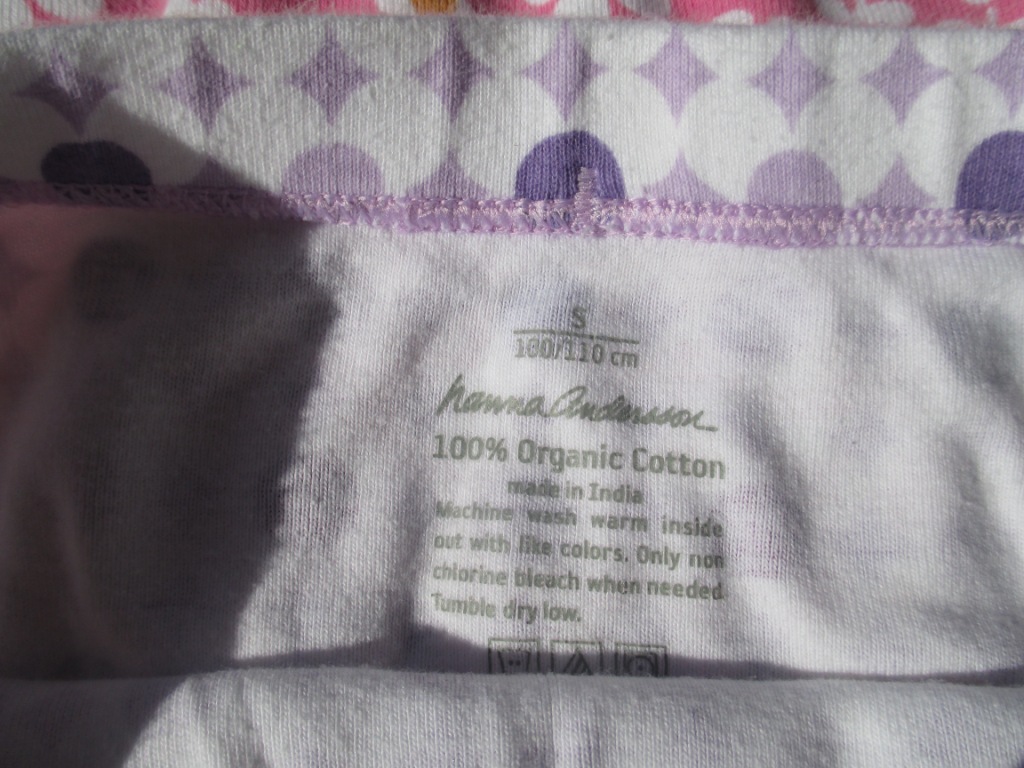 S
100/110 cm
hanna Andersson
100% Organic Cotton
made in India
Machine wash warm inside
out with like colors. Only non
chlorine bleach when needed
Tumble dry low.